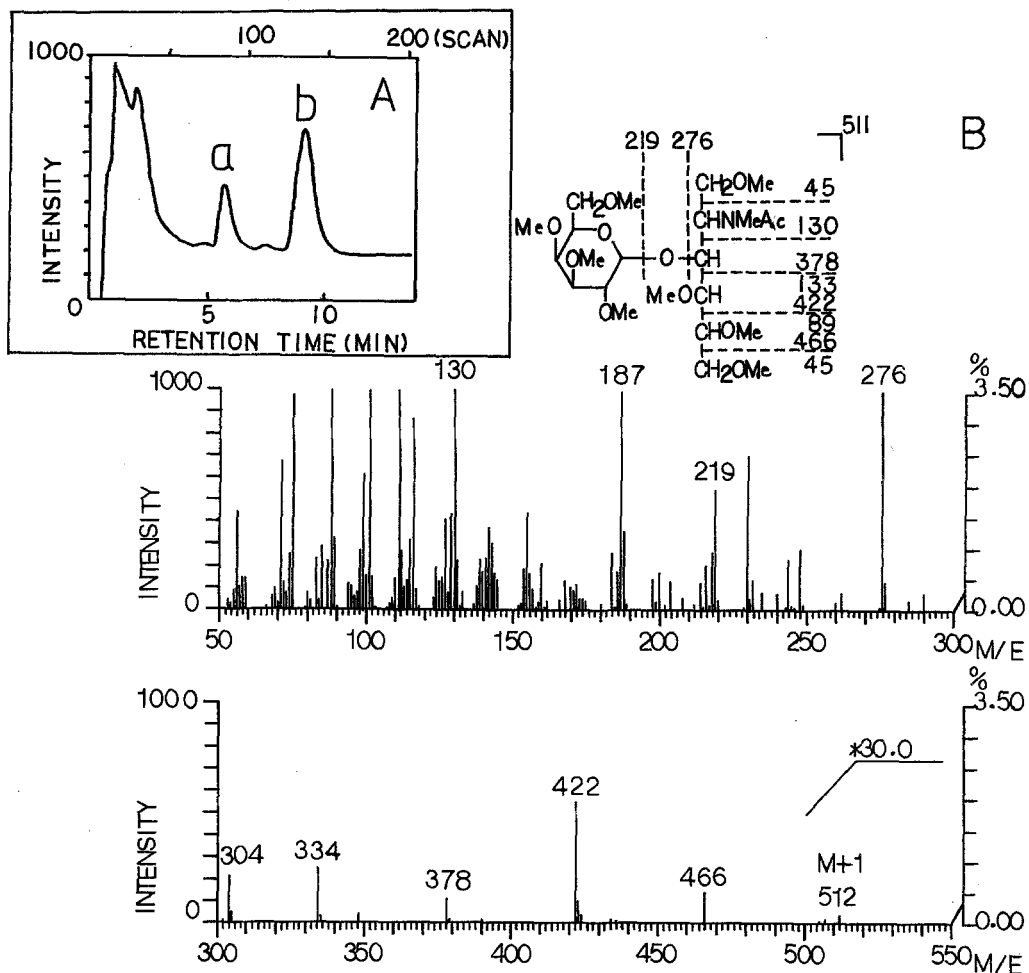 50 100 200 (SCAN)
1000
A
a
b
INTENSITY
0
5 10
RETENTION TIME (MIN)
B
511
219 276
CH2OMe 45
CHNMeAc 130
CH2OMe
MeO O O CH 378
OMe 133
MeO CH 422
OMe 89
CHOMe 466
CH2OMe 45
1000
130
187
219
276
%
3.50
INTENSITY
0
0.00
50 100 150 200 250 300 M/E
1000
%
3.50
*30.0
422
INTENSITY
304
334
378
466
M+1
512
0
0.00
300 350 400 450 500 550 M/E